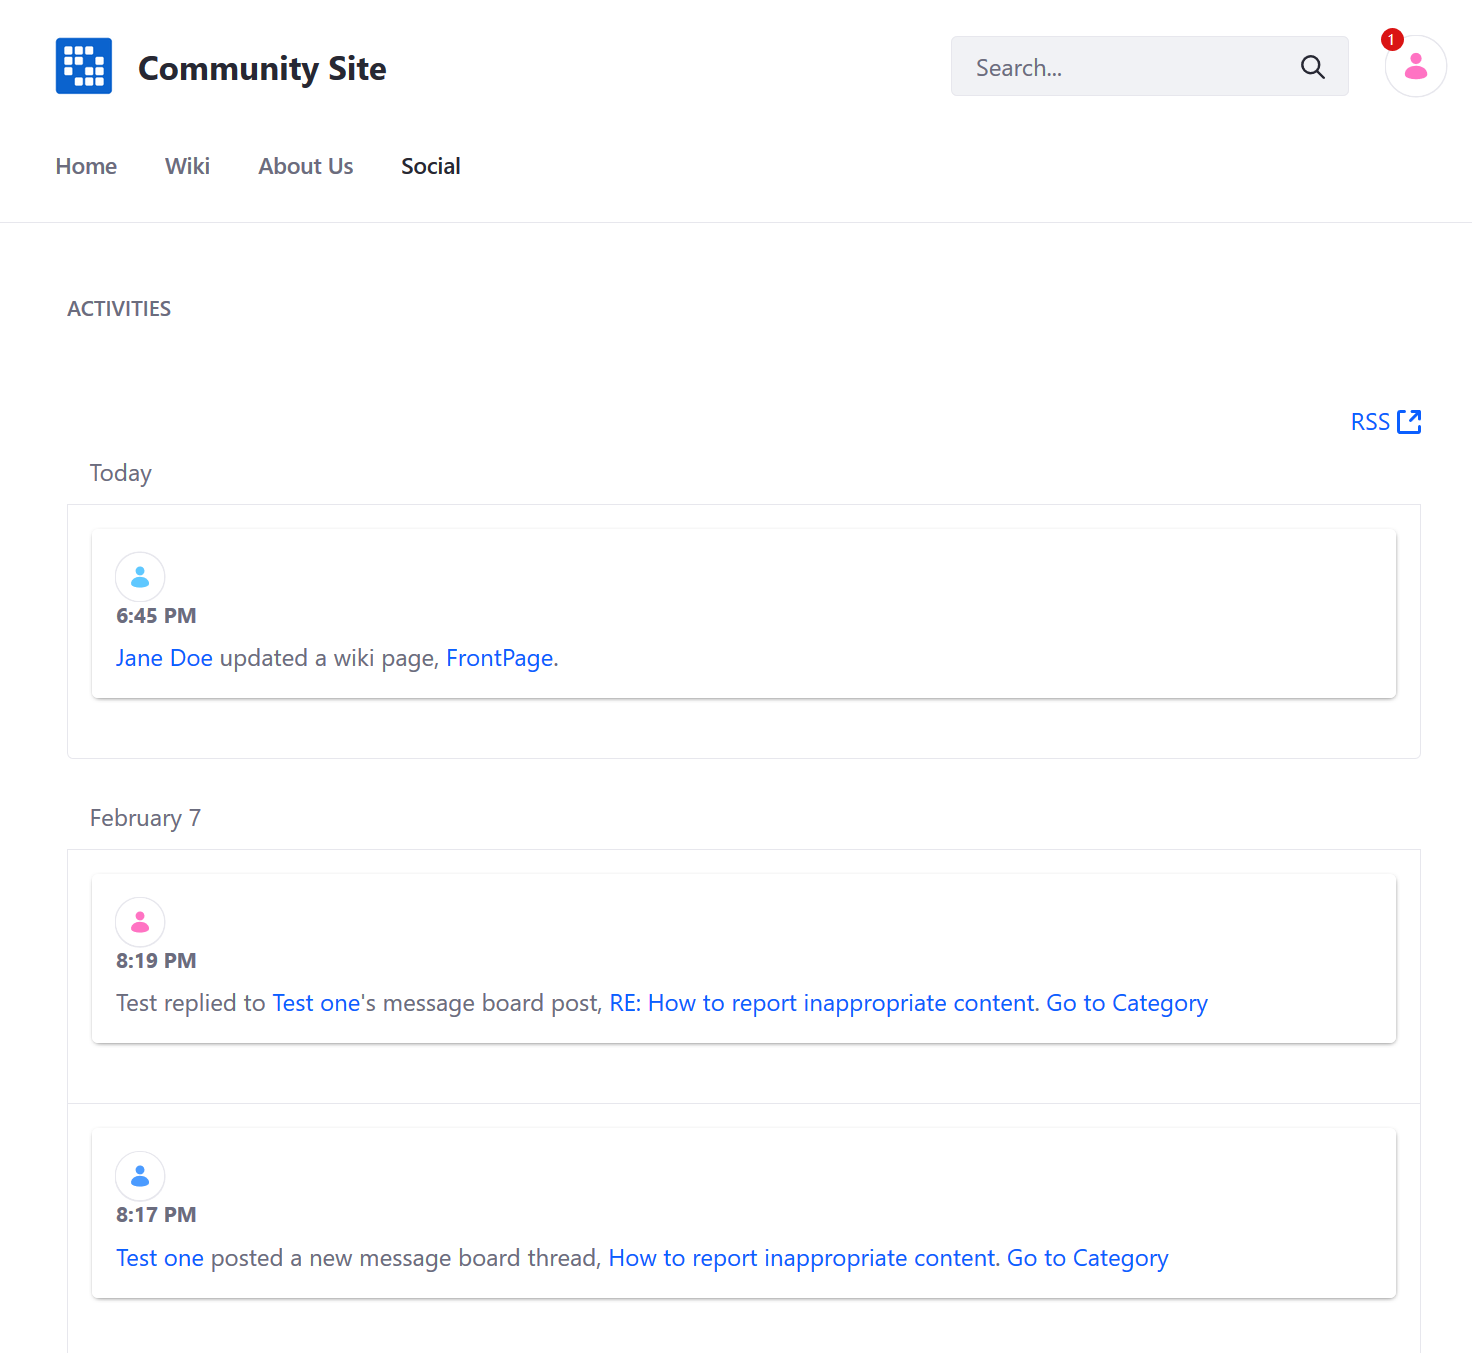 Community Site
Search...
1
Home Wiki About Us Social
ACTIVITIES
RSS
Today
6:45 PM
Jane Doe updated a wiki page, FrontPage.
February 7
8:19 PM
Test replied to Test one's message board post, RE: How to report inappropriate content. Go to Category
8:17 PM
Test one posted a new message board thread, How to report inappropriate content. Go to Category